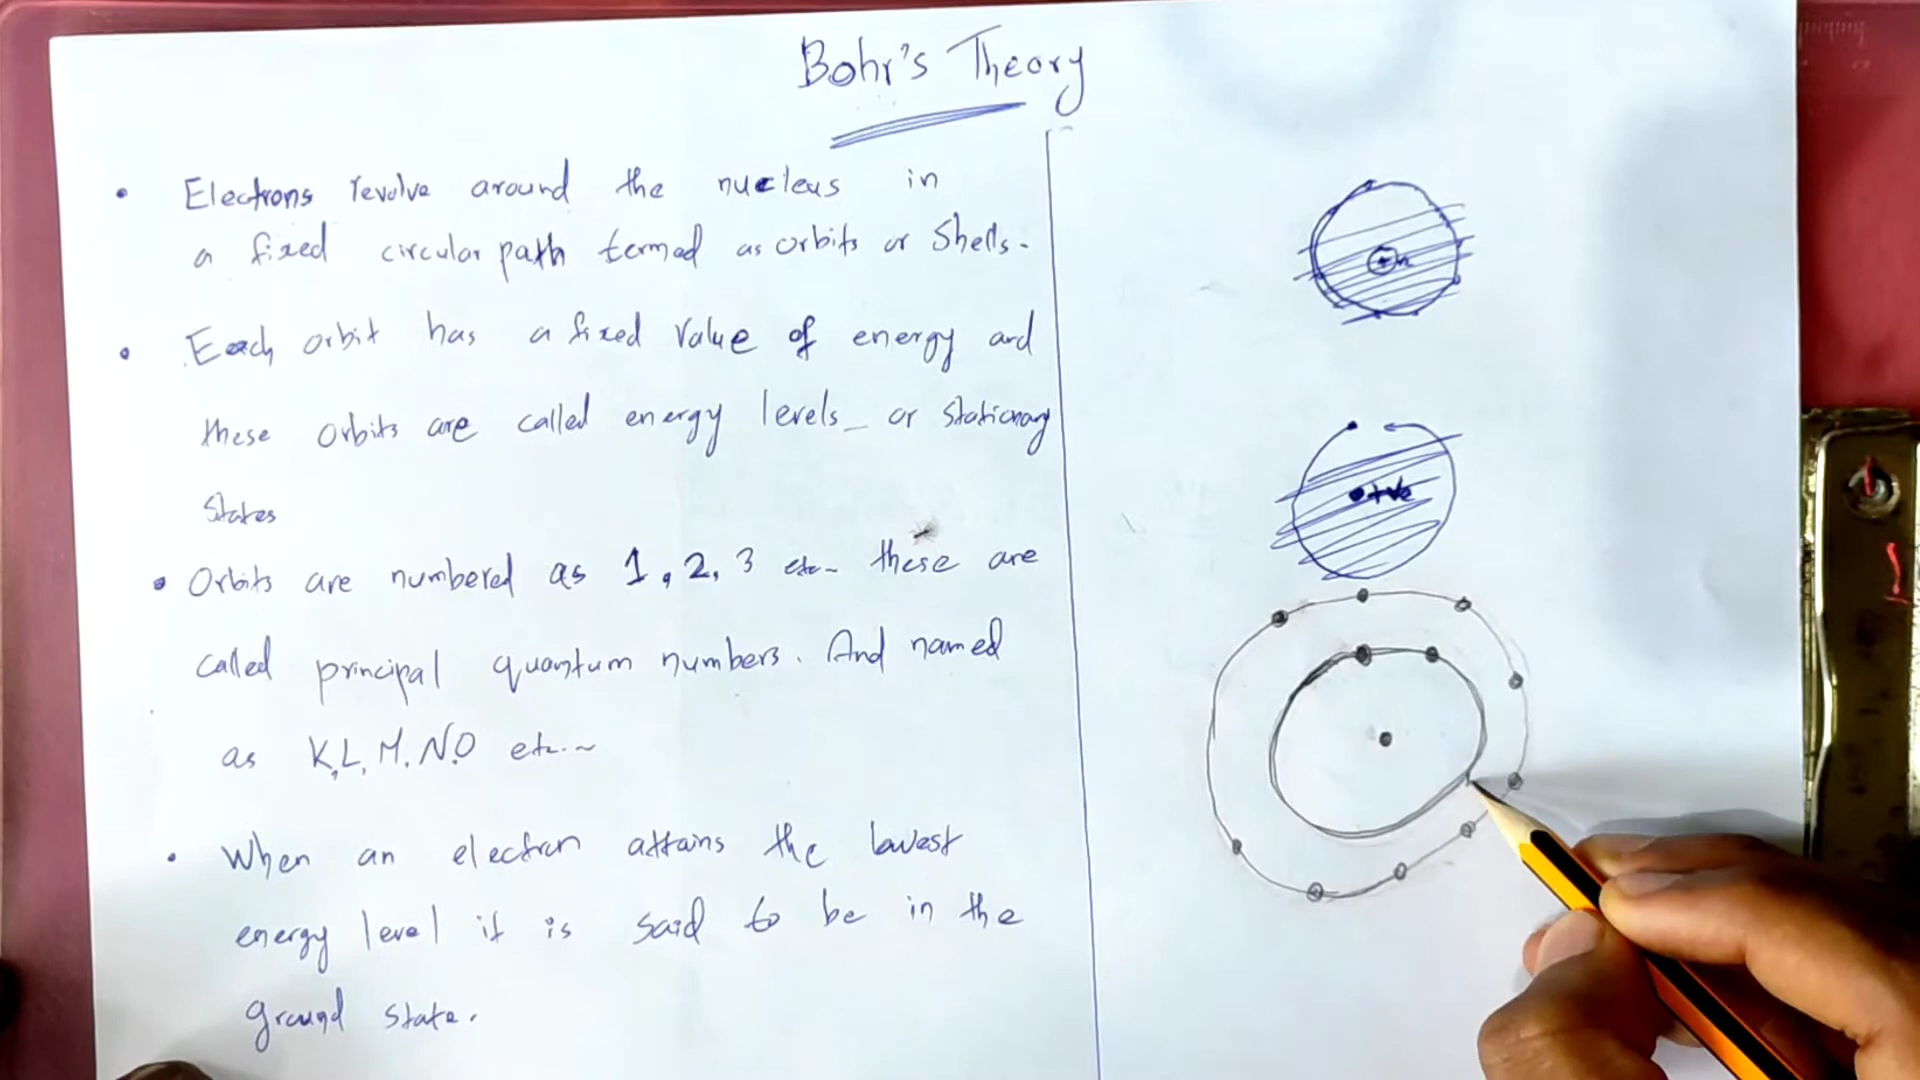 Bohr's Theory
• Electrons revolve around the nucleus in
a fixed circular path termed as orbits or Shells.
• Each orbit has a fixed value of energy and
these orbits are called energy levels or stationary
states
• Orbits are numbered as 1, 2, 3 etc. these are
called principal quantum numbers. And named
as K, L, M, N, O etc...
• When an electron attains the lowest
energy level it is said to be in the
ground state.
+ve